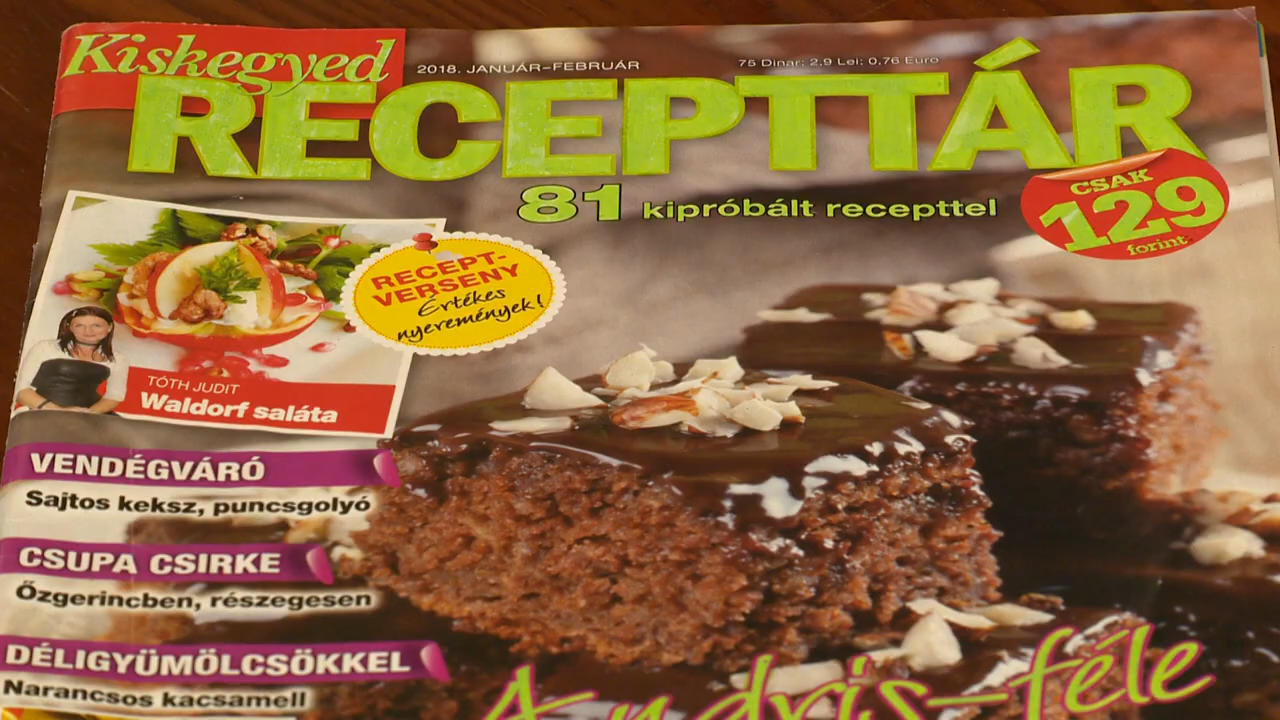 Kiskegyed
2018. JANUÁR–FEBRUÁR
75 Dinar; 2,9 Lei; 0,76 Euro
RECEPTTÁR
81 kipróbált recepttel
CSAK
129
forint
RECEPT-
VERSENY
Értékes
nyeremények!
TÓTH JUDIT
Waldorf saláta
VENDÉGVÁRÓ
Sajtos keksz, puncsgolyó
CSUPA CSIRKE
Őzgerincben, részegesen
DÉLIGYÜMÖLCSÖKKEL
Narancsos kacsamell
Andris-féle